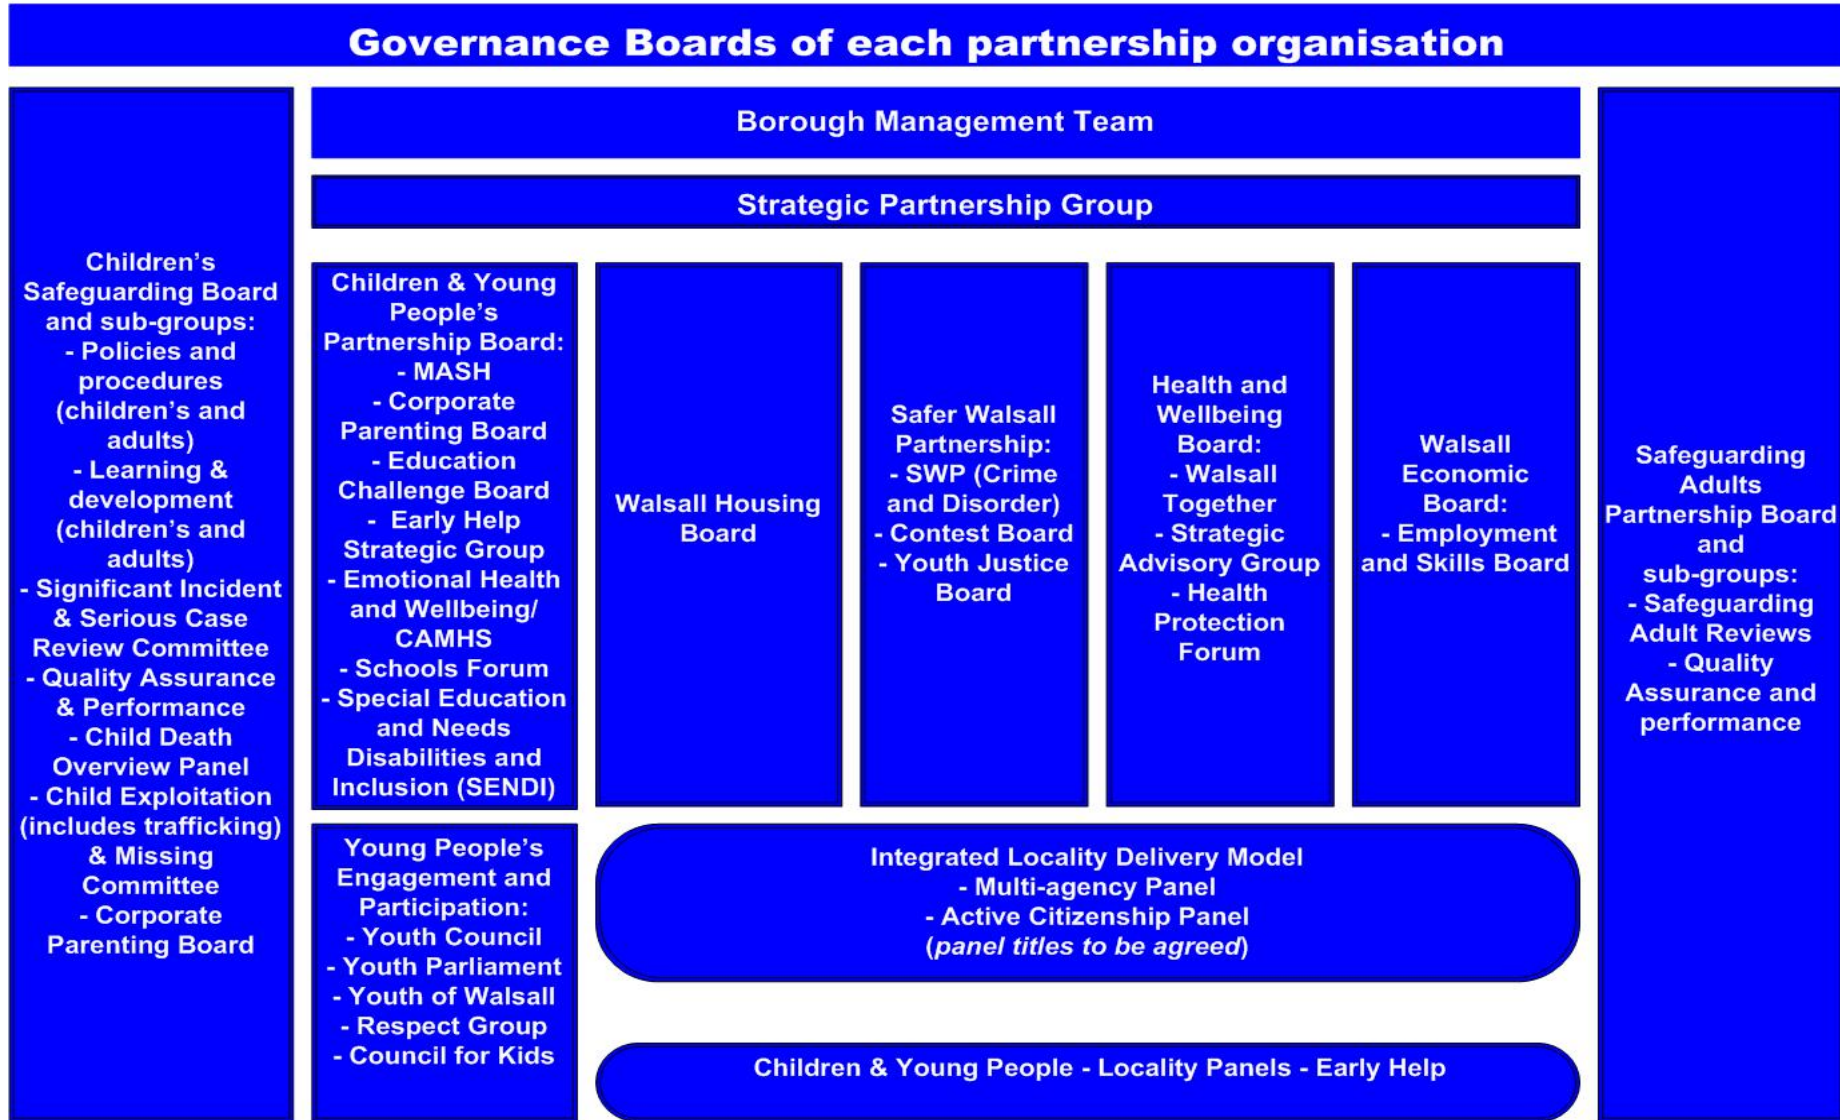 Governance Boards of each partnership organisation
Children’s
Safeguarding Board
and sub-groups:
- Policies and
procedures
(children’s and
adults)
- Learning &
development
(children’s and
adults)
- Significant Incident
& Serious Case
Review Committee
- Quality Assurance
& Performance
- Child Death
Overview Panel
- Child Exploitation
(includes trafficking)
& Missing
Committee
- Corporate
Parenting Board
Borough Management Team
Strategic Partnership Group
Children & Young
People’s
Partnership Board:
- MASH
- Corporate
Parenting Board
- Education
Challenge Board
- Early Help
Strategic Group
- Emotional Health
and Wellbeing/
CAMHS
- Schools Forum
- Special Education
and Needs
Disabilities and
Inclusion (SENDI)
Walsall Housing
Board
Safer Walsall
Partnership:
- SWP (Crime
and Disorder)
- Contest Board
- Youth Justice
Board
Health and
Wellbeing
Board:
- Walsall
Together
- Strategic
Advisory Group
- Health
Protection
Forum
Walsall
Economic
Board:
- Employment
and Skills Board
Young People’s
Engagement and
Participation:
- Youth Council
- Youth Parliament
- Youth of Walsall
- Respect Group
- Council for Kids
Integrated Locality Delivery Model
- Multi-agency Panel
- Active Citizenship Panel
(panel titles to be agreed)
Children & Young People - Locality Panels - Early Help
Safeguarding
Adults
Partnership Board
and
sub-groups:
- Safeguarding
Adult Reviews
- Quality
Assurance and
performance